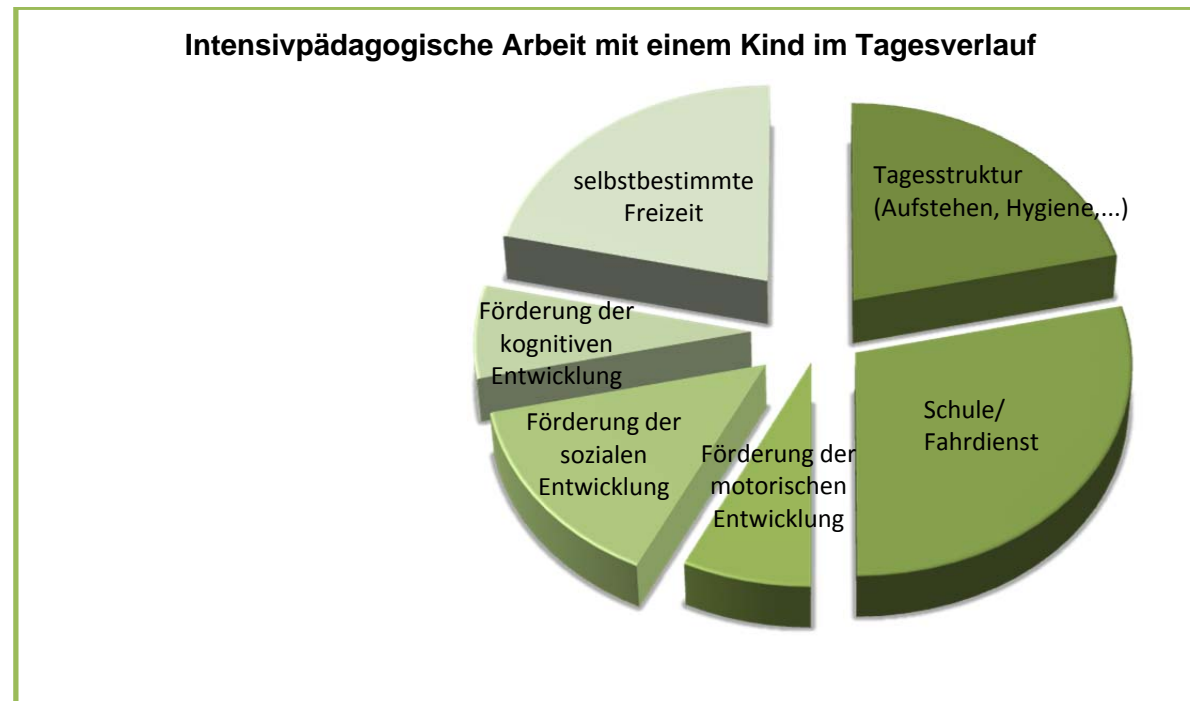 Intensivpädagogische Arbeit mit einem Kind im Tagesverlauf
selbstbestimmte
Freizeit
Tagesstruktur
(Aufstehen, Hygiene,...)
Förderung der
kognitiven
Entwicklung
Schule/
Fahrdienst
Förderung der
sozialen
Entwicklung
Förderung der
motorischen
Entwicklung